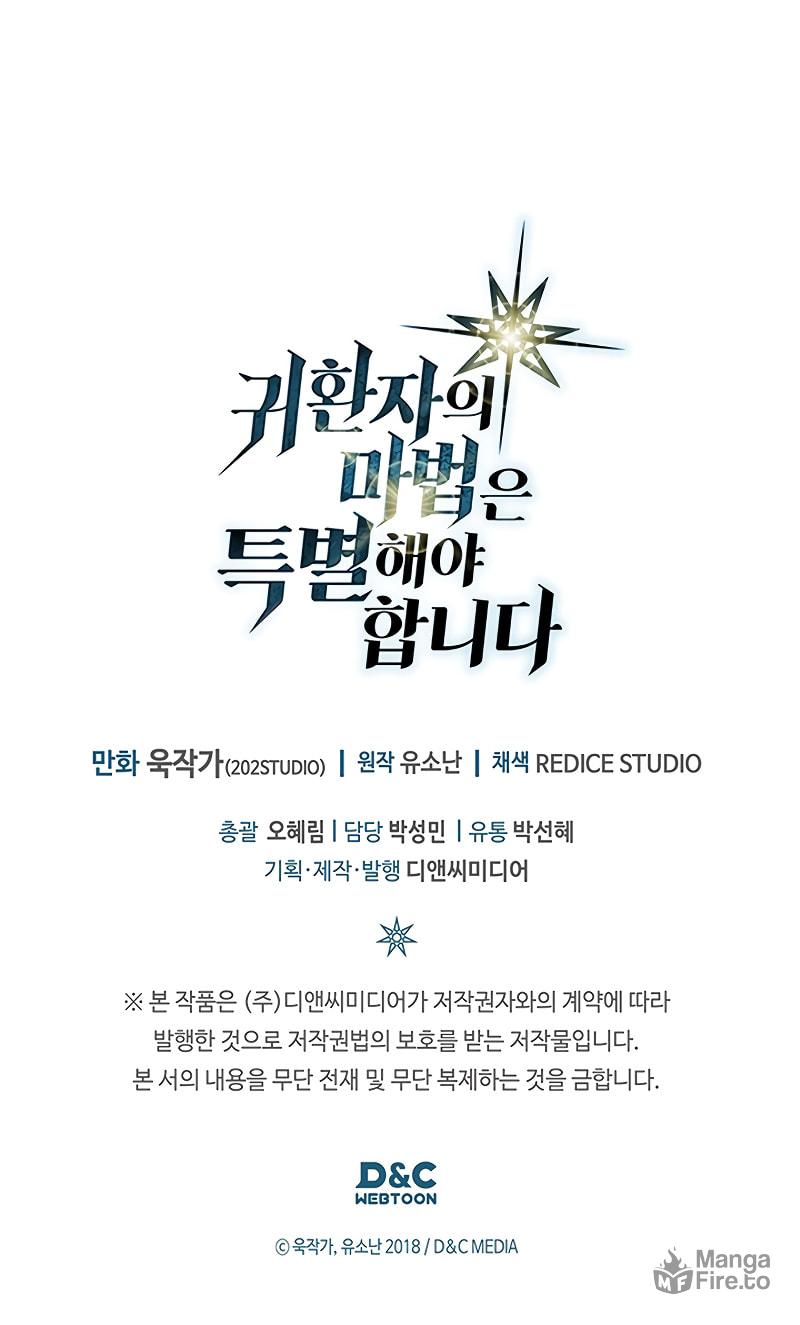 귀환자의
마법은
특별해야
합니다
만화 욱작가(202STUDIO) | 원작 유소난 | 채색 REDICE STUDIO
총괄 오혜림 | 담당 박성민 | 유통 박선혜
기획·제작·발행 디앤씨미디어
※ 본 작품은 (주)디앤씨미디어가 저작권자와의 계약에 따라
발행한 것으로 저작권법의 보호를 받는 저작물입니다.
본 서의 내용을 무단 전재 및 무단 복제하는 것을 금합니다.
D&C
WEBTOON
ⓒ 욱작가, 유소난 2018 / D&C MEDIA
Manga
MF Fire.to